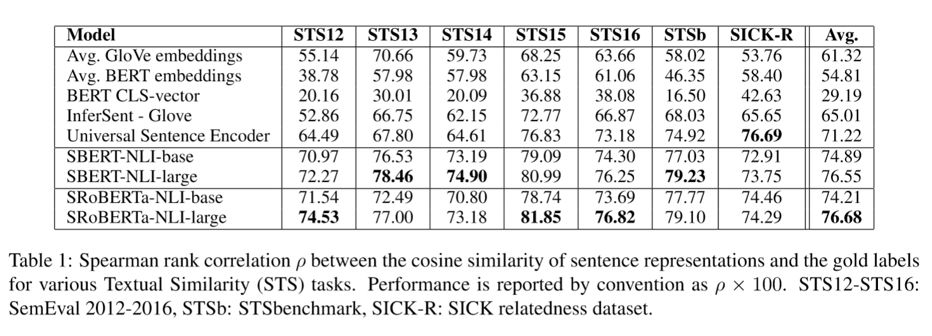 Model STS12 STS13 STS14 STS15 STS16 STSb SICK-R Avg.
Avg. GloVe embeddings 55.14 70.66 59.73 68.25 63.66 58.02 53.76 61.32
Avg. BERT embeddings 38.78 57.98 57.98 63.15 61.06 46.35 58.40 54.81
BERT CLS-vector 20.16 30.01 20.09 36.88 38.08 16.50 42.63 29.19
InferSent - Glove 52.86 66.75 62.15 72.77 66.87 68.03 65.65 65.01
Universal Sentence Encoder 64.49 67.80 64.61 76.83 73.18 74.92 76.69 71.22
SBERT-NLI-base 70.97 76.53 73.19 79.09 74.30 77.03 72.91 74.89
SBERT-NLI-large 72.27 78.46 74.90 80.99 76.25 79.23 73.75 76.55
SRoBERTa-NLI-base 71.54 72.49 70.80 78.74 73.69 77.77 74.46 74.21
SRoBERTa-NLI-large 74.53 77.00 73.18 81.85 76.82 79.10 74.29 76.68
Table 1: Spearman rank correlation ρ between the cosine similarity of sentence representations and the gold labels
for various Textual Similarity (STS) tasks. Performance is reported by convention as ρ × 100. STS12-STS16:
SemEval 2012-2016, STSb: STSbenchmark, SICK-R: SICK relatedness dataset.